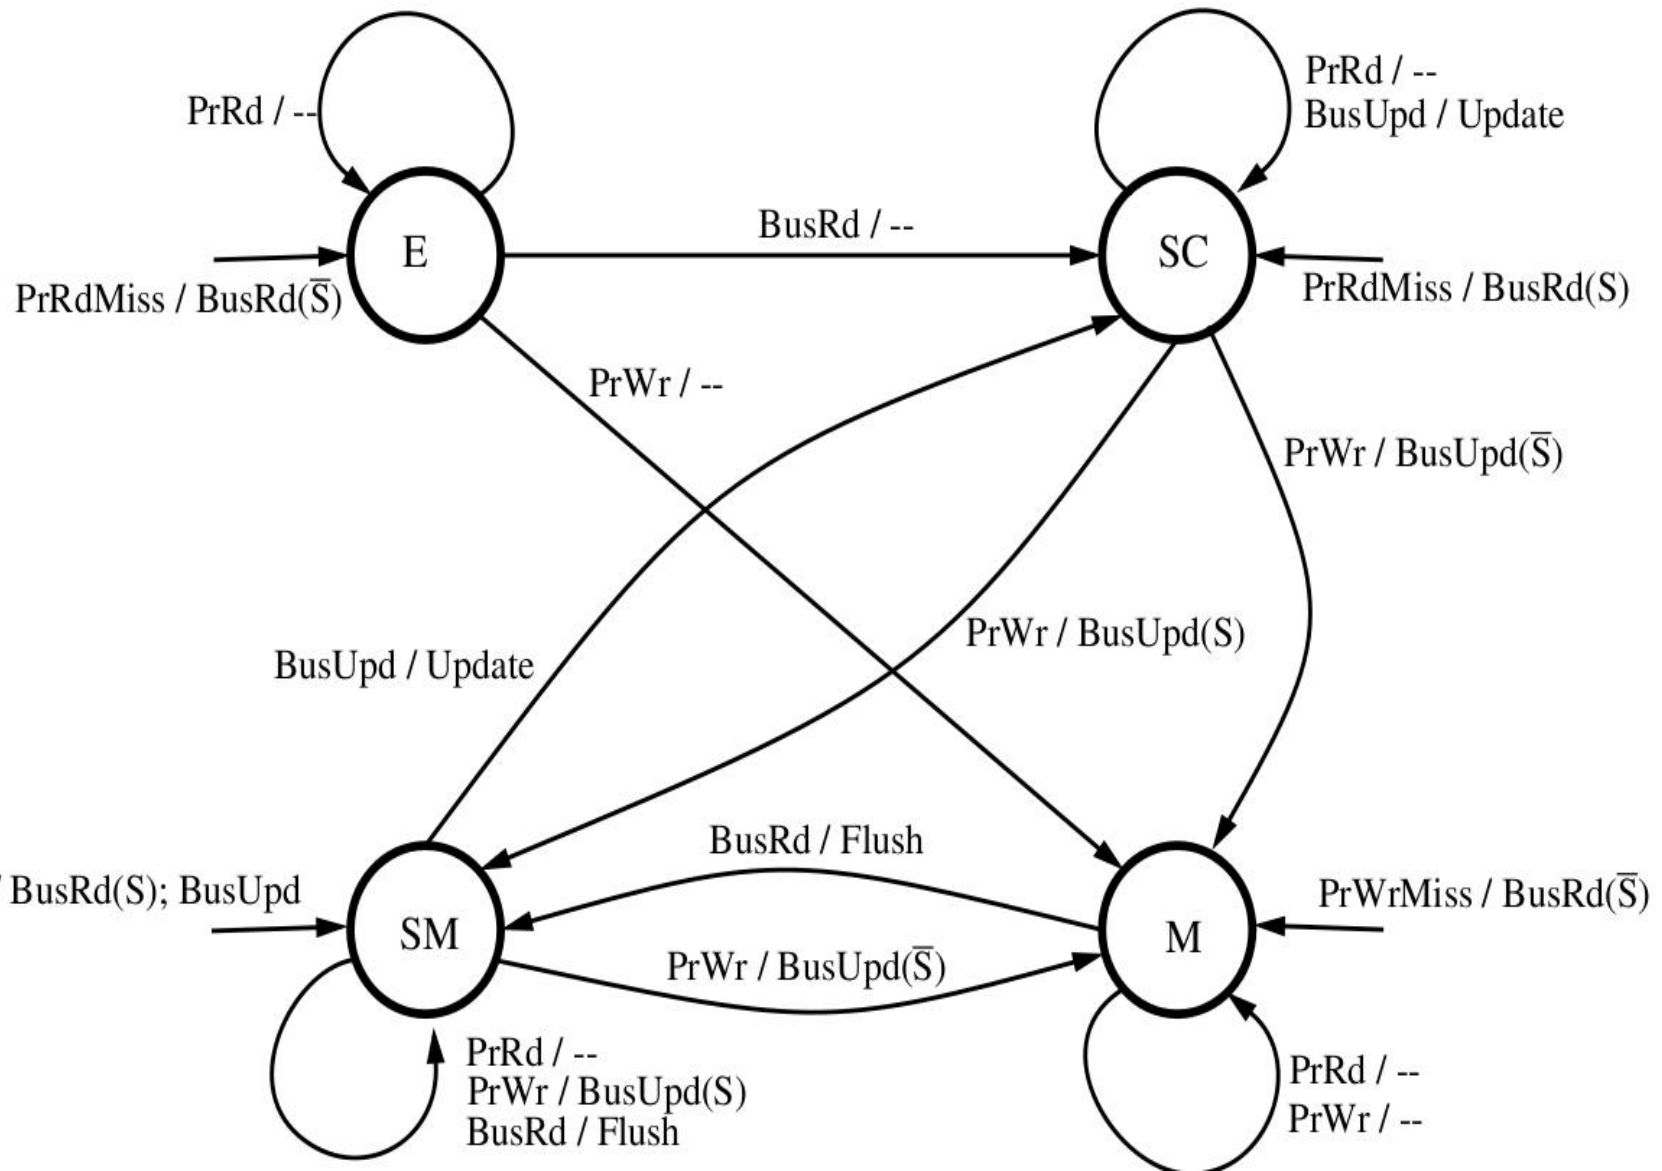 PrRd / --
PrRd / --
BusUpd / Update
E
BusRd / --
SC
PrRdMiss / BusRd(S̅)
PrRdMiss / BusRd(S)
PrWr / --
PrWr / BusUpd(S̅)
PrWr / BusUpd(S)
BusUpd / Update
BusRd / Flush
/ BusRd(S); BusUpd
SM
M
PrWrMiss / BusRd(S̅)
PrWr / BusUpd(S̅)
PrRd / --
PrWr / BusUpd(S)
BusRd / Flush
PrRd / --
PrWr / --